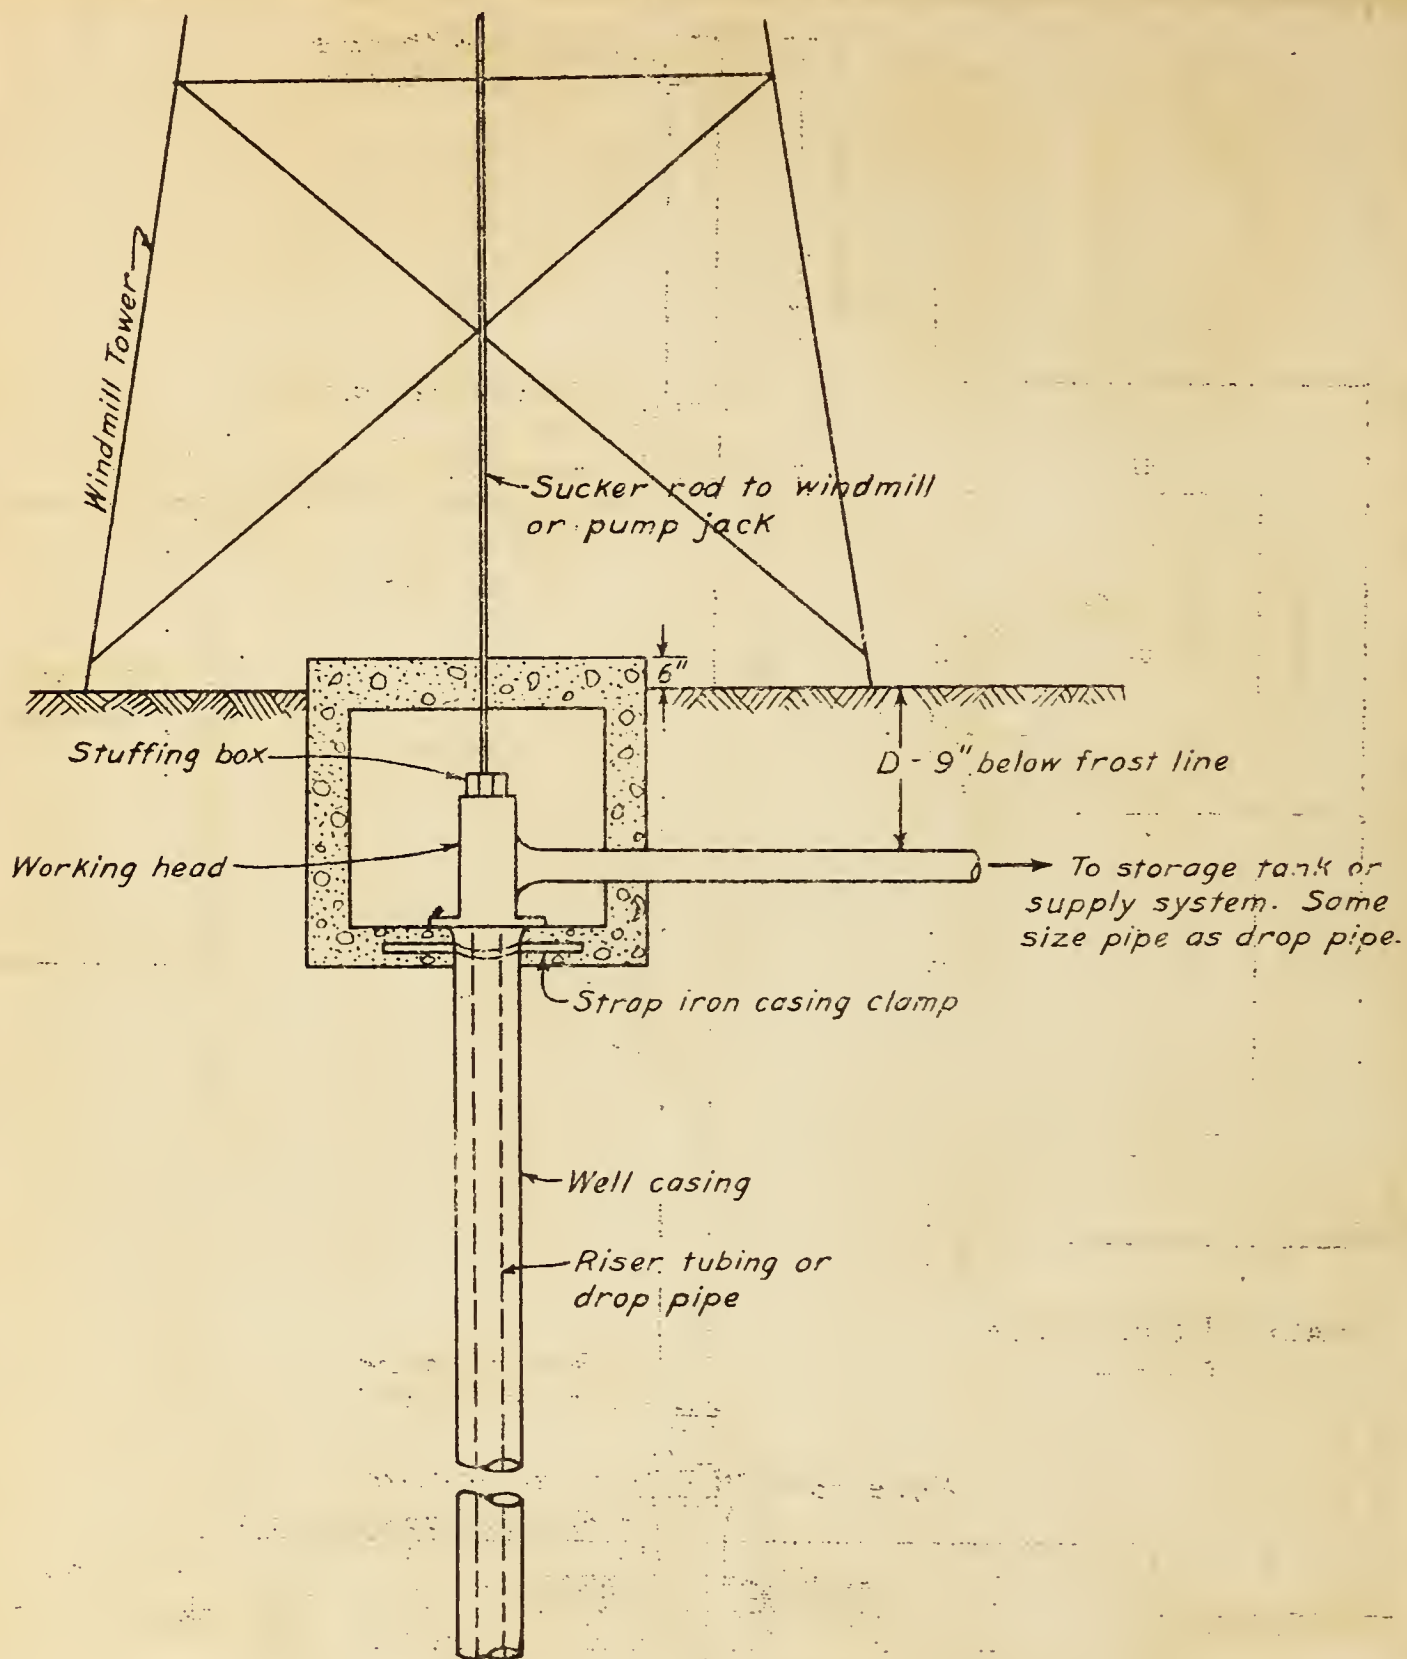 Windmill Tower
Sucker rod to windmill
or pump jack
6"
Stuffing box
D - 9" below frost line
Working head
To storage tank or
supply system. Same
size pipe as drop pipe.
Strap iron casing clamp
Well casing
Riser tubing or
drop pipe